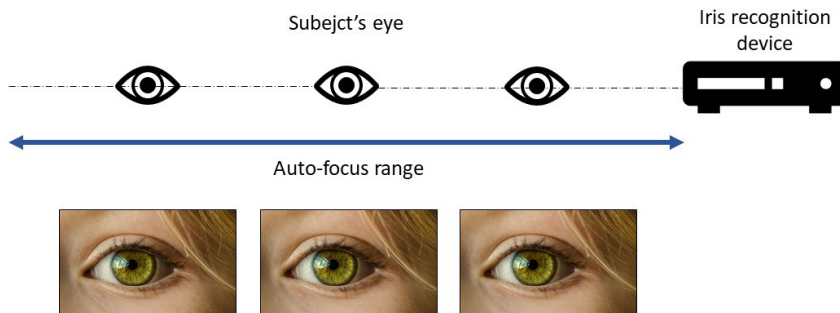 Subejct's eye
Iris recognition
device
Auto-focus range